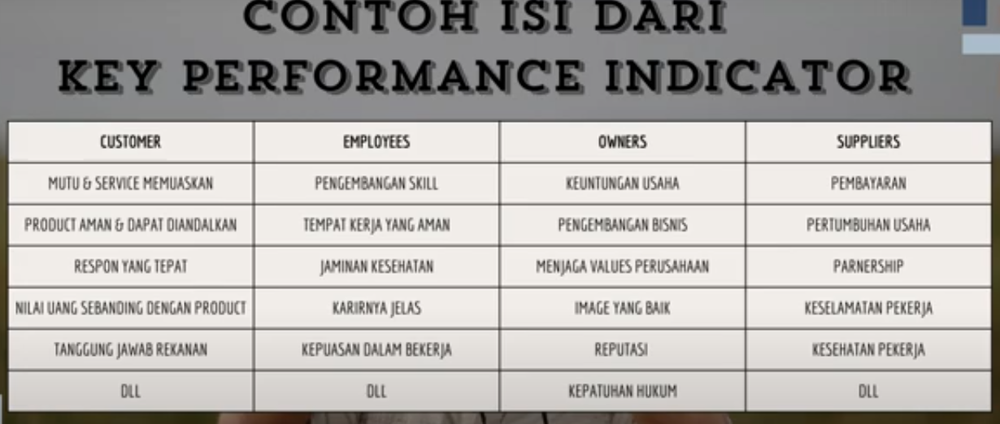 CONTOH ISI DARI
KEY PERFORMANCE INDICATOR
CUSTOMER EMPLOYEES OWNERS SUPPLIERS
MUTU & SERVICE MEMUASKAN PENGEMBANGAN SKILL KEUNTUNGAN USAHA PEMBAYARAN
PRODUCT AMAN & DAPAT DIANDALKAN TEMPAT KERJA YANG AMAN PENGEMBANGAN BISNIS PERTUMBUHAN USAHA
RESPON YANG TEPAT JAMINAN KESEHATAN MENJAGA VALUES PERUSAHAAN PARNERSHIP
NILAI UANG SEBANDING DENGAN PRODUCT KARIRNYA JELAS IMAGE YANG BAIK KESELAMATAN PEKERJA
TANGGUNG JAWAB REKANAN KEPUASAN DALAM BEKERJA REPUTASI KESEHATAN PEKERJA
DLL DLL KEPATUHAN HUKUM DLL